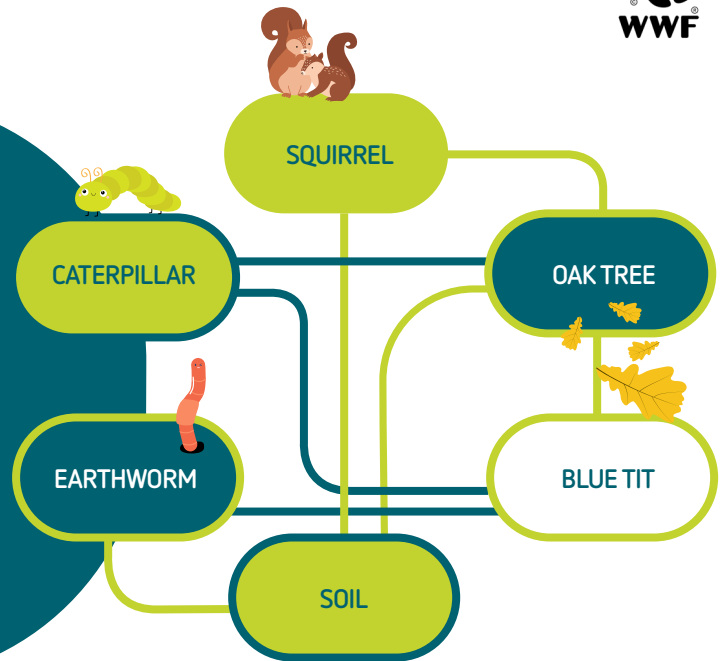 © WWF®
SQUIRREL
CATERPILLAR
OAK TREE
EARTHWORM
BLUE TIT
SOIL